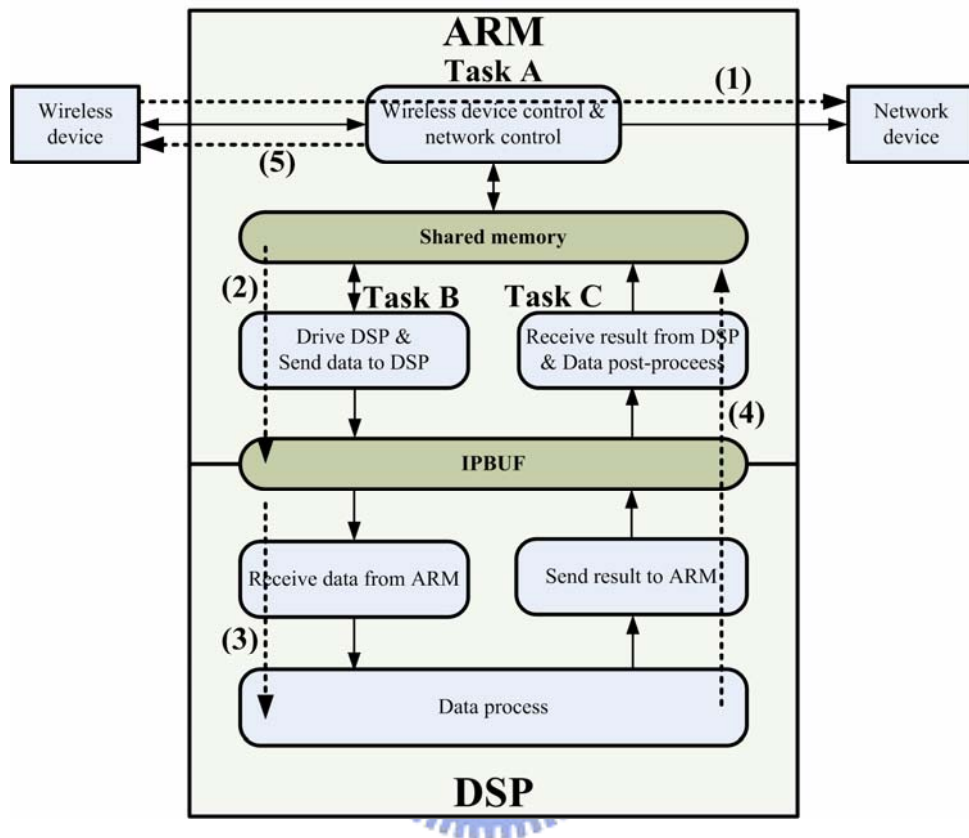 ARM
Task A
(1)
Wireless
device
Wireless device control &
network control
Network
device
(5)
Shared memory
(2)
Task B
Task C
Drive DSP &
Send data to DSP
Receive result from DSP
& Data post-proceess
(4)
IPBUF
Receive data from ARM
Send result to ARM
(3)
Data process
DSP